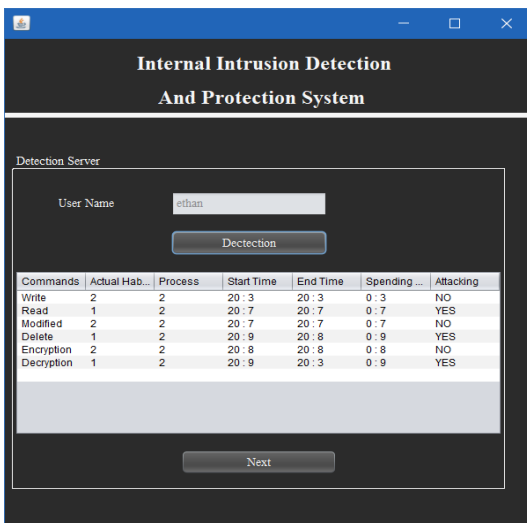 Internal Intrusion Detection
And Protection System
Detection Server
User Name ethan
Dectection
Commands Actual Hab... Process Start Time End Time Spending ... Attacking
Write 2 2 20 : 3 20 : 3 0 : 3 NO
Read 1 2 20 : 7 20 : 7 0 : 7 YES
Modified 2 2 20 : 7 20 : 7 0 : 7 NO
Delete 1 2 20 : 9 20 : 8 0 : 9 YES
Encryption 2 2 20 : 8 20 : 8 0 : 8 NO
Decryption 1 2 20 : 9 20 : 3 0 : 9 YES
Next